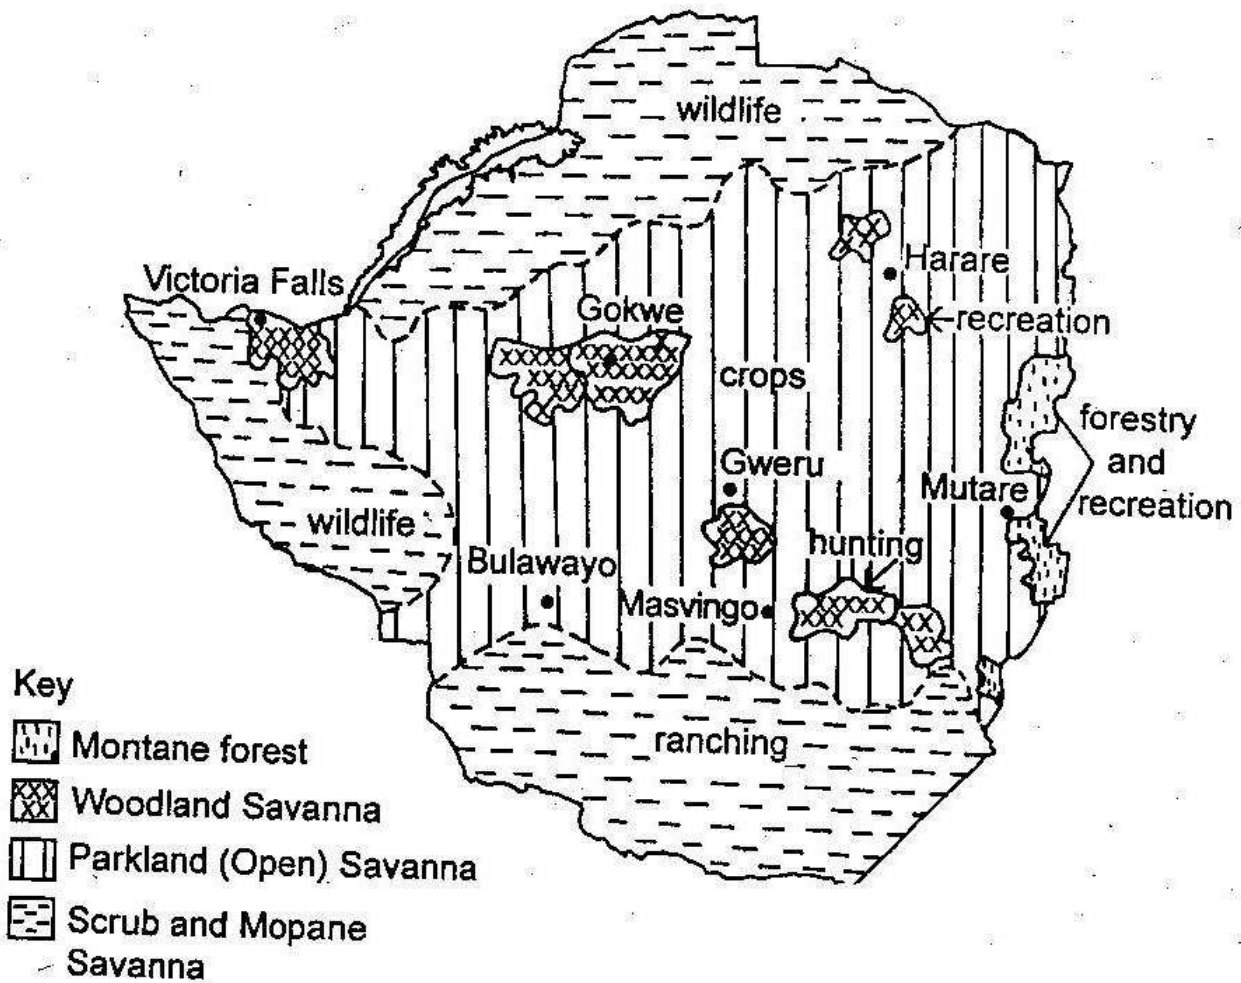 wildlife
Victoria Falls
Harare
Gokwe
recreation
crops
forestry
and
recreation
Gweru
Mutare
wildlife
hunting
Bulawayo
Masvingo
ranching
Key
Montane forest
Woodland Savanna
Parkland (Open) Savanna
Scrub and Mopane
Savanna